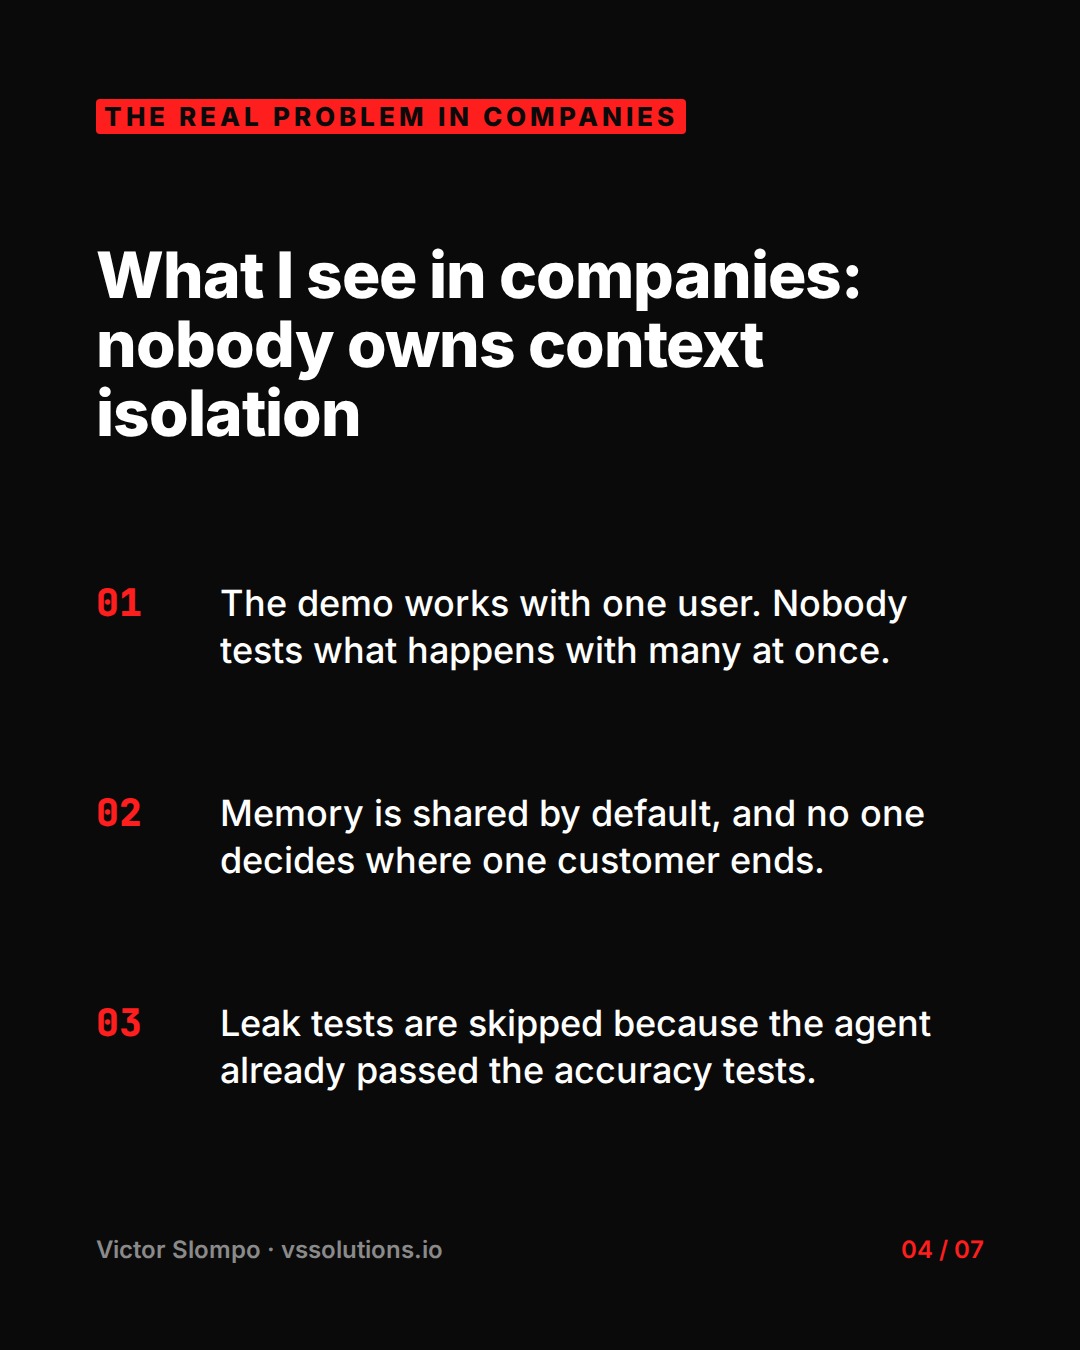 THE REAL PROBLEM IN COMPANIES
What I see in companies:
nobody owns context
isolation
01 The demo works with one user. Nobody
tests what happens with many at once.
02 Memory is shared by default, and no one
decides where one customer ends.
03 Leak tests are skipped because the agent
already passed the accuracy tests.
Victor Slompo · vssolutions.io 04 / 07